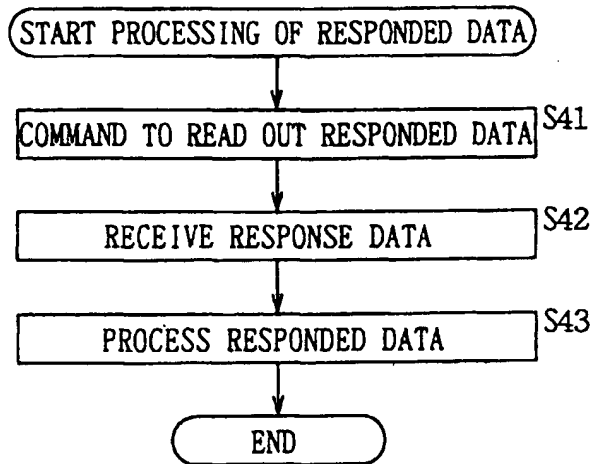 START PROCESSING OF RESPONDED DATA
COMMAND TO READ OUT RESPONDED DATA S41
RECEIVE RESPONSE DATA S42
PROCESS RESPONDED DATA S43
END